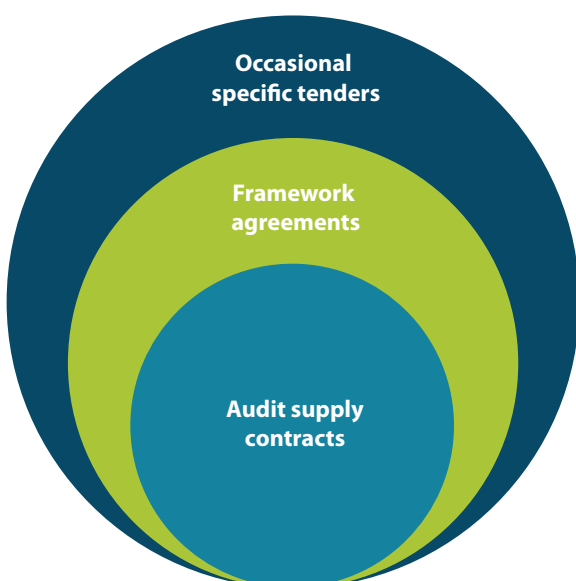 Occasional
specific tenders
Framework
agreements
Audit supply
contracts